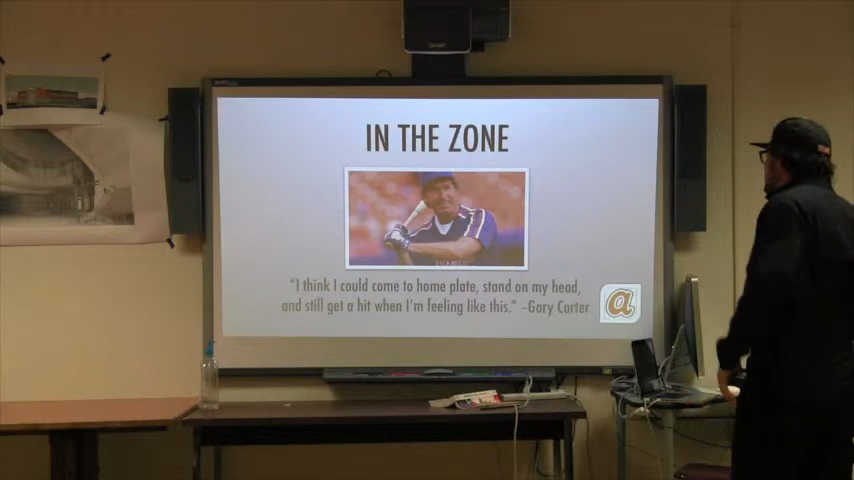 IN THE ZONE
"I think I could come to home plate, stand on my head,
and still get a hit when I'm feeling like this." –Gary Carter
a